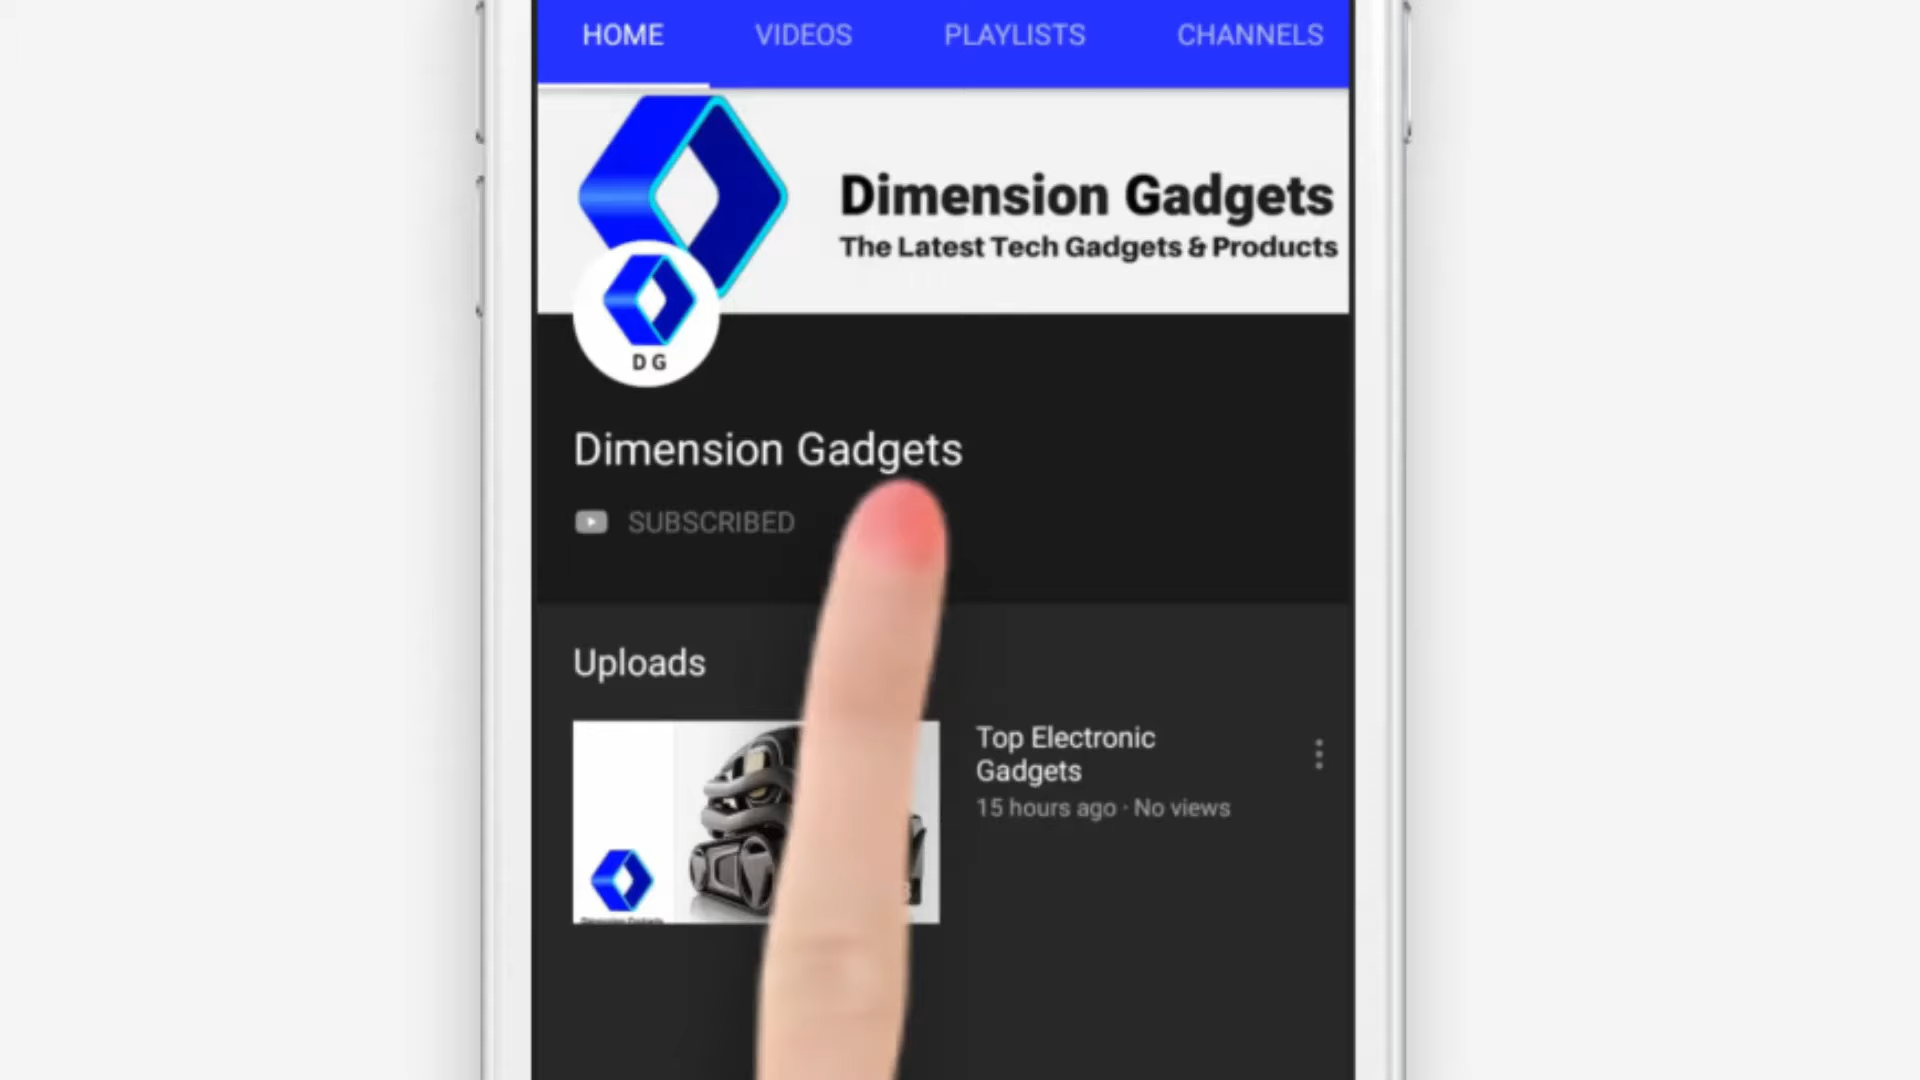 HOME VIDEOS PLAYLISTS CHANNELS
Dimension Gadgets
The Latest Tech Gadgets & Products
D G
Dimension Gadgets
SUBSCRIBED
Uploads
Top Electronic
Gadgets
15 hours ago · No views